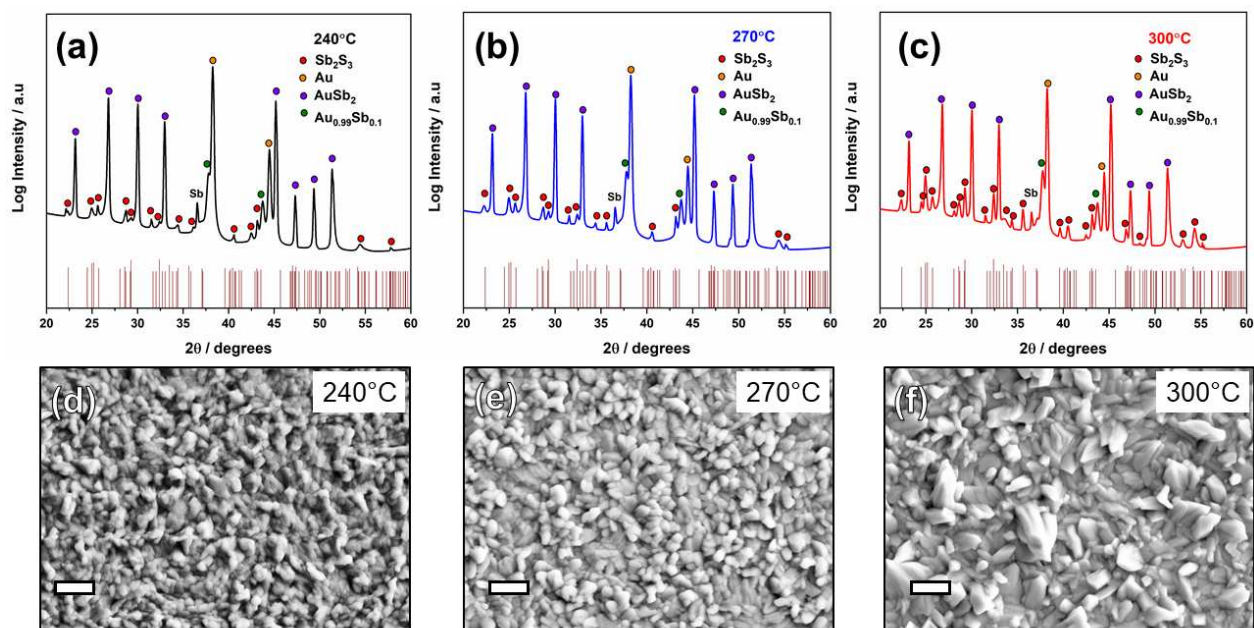 (a)
240°C
Sb₂S₃
Au
AuSb₂
Au₀.₉₉Sb₀.₁
Sb
Log Intensity / a.u
20 25 30 35 40 45 50 55 60
2θ / degrees
(b)
270°C
Sb₂S₃
Au
AuSb₂
Au₀.₉₉Sb₀.₁
Sb
Log Intensity / a.u
20 25 30 35 40 45 50 55 60
2θ / degrees
(c)
300°C
Sb₂S₃
Au
AuSb₂
Au₀.₉₉Sb₀.₁
Sb
Log Intensity / a.u
20 25 30 35 40 45 50 55 60
2θ / degrees
(d)
240°C
(e)
270°C
(f)
300°C